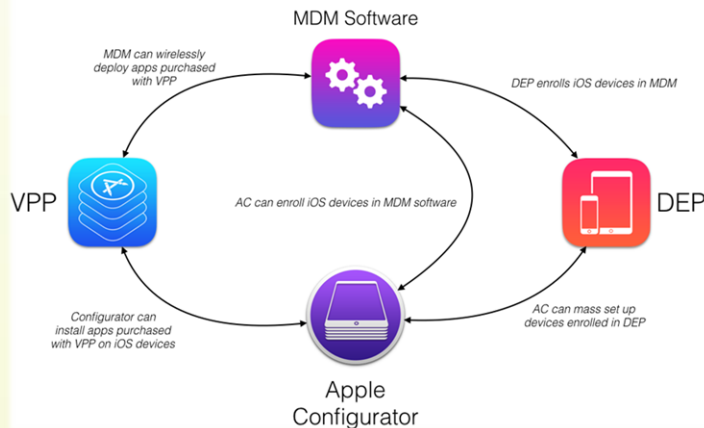 MDM Software
MDM can wirelessly
deploy apps purchased
with VPP
DEP enrolls iOS devices in MDM
VPP
DEP
AC can enroll iOS devices in MDM software
Configurator can
install apps purchased
with VPP on iOS devices
AC can mass set up
devices enrolled in DEP
Apple
Configurator